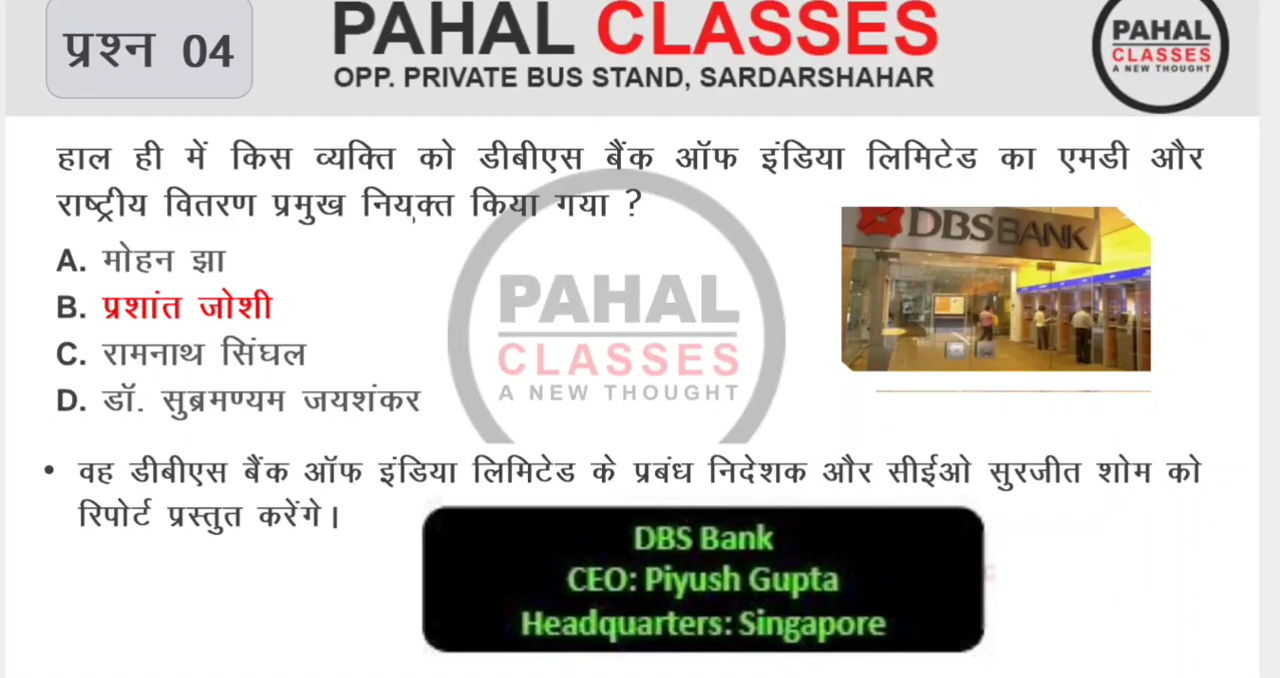 प्रश्न 04
PAHAL CLASSES
OPP. PRIVATE BUS STAND, SARDARSHAHAR
PAHAL
CLASSES
A NEW THOUGHT
हाल ही में किस व्यक्ति को डीबीएस बैंक ऑफ इंडिया लिमिटेड का एमडी और
राष्ट्रीय वितरण प्रमुख नियुक्त किया गया ?
A. मोहन झा
B. प्रशांत जोशी
C. रामनाथ सिंघल
D. डॉ. सुब्रमण्यम जयशंकर
DBS BANK
PAHAL
CLASSES
A NEW THOUGHT
• वह डीबीएस बैंक ऑफ इंडिया लिमिटेड के प्रबंध निदेशक और सीईओ सुरजीत शोम को
रिपोर्ट प्रस्तुत करेंगे।
DBS Bank
CEO: Piyush Gupta
Headquarters: Singapore